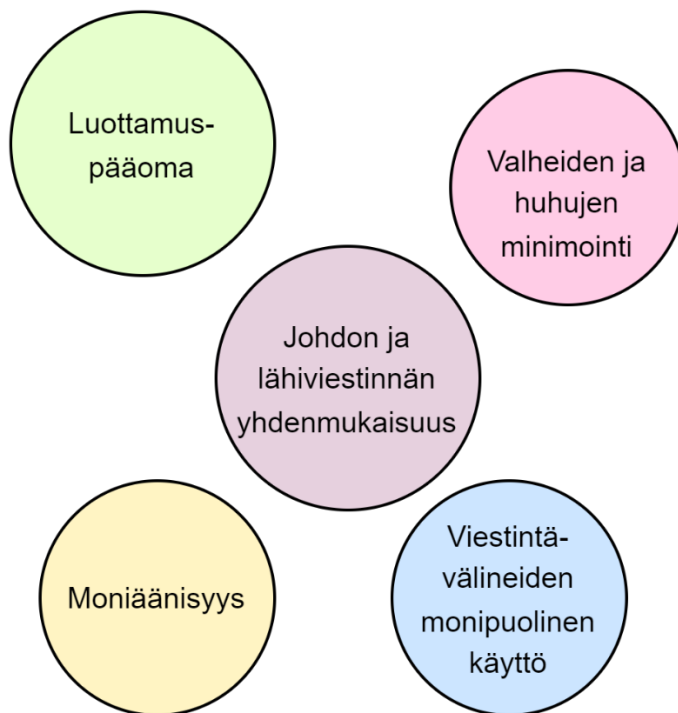 Luottamus-
pääoma
Valheiden ja
huhujen
minimointi
Johdon ja
lähiviestinnän
yhdenmukaisuus
Moniäänisyys
Viestintä-
välineiden
monipuolinen
käyttö